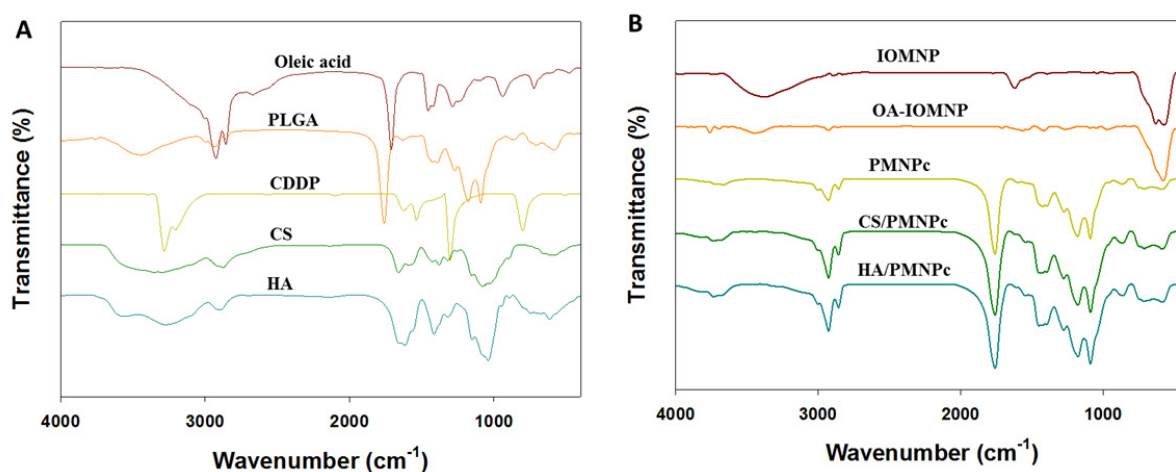 A
Oleic acid
PLGA
CDDP
CS
HA
Transmittance (%)
4000 3000 2000 1000
Wavenumber (cm⁻¹)
B
IOMNP
OA-IOMNP
PMNPc
CS/PMNPc
HA/PMNPc
Transmittance (%)
4000 3000 2000 1000
Wavenumber (cm⁻¹)